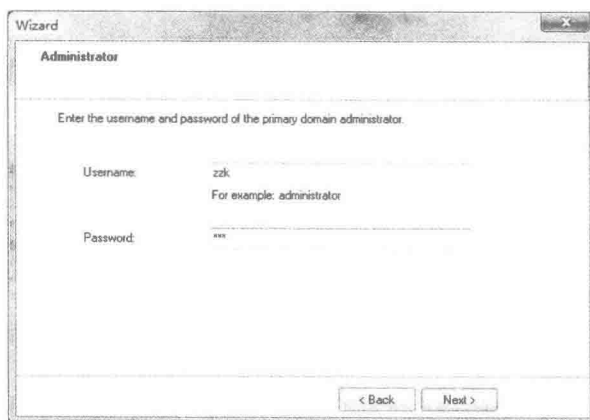 Wizard
Administrator
Enter the username and password of the primary domain administrator.
Username:
zzk
For example: administrator
Password:
***
< Back
Next >